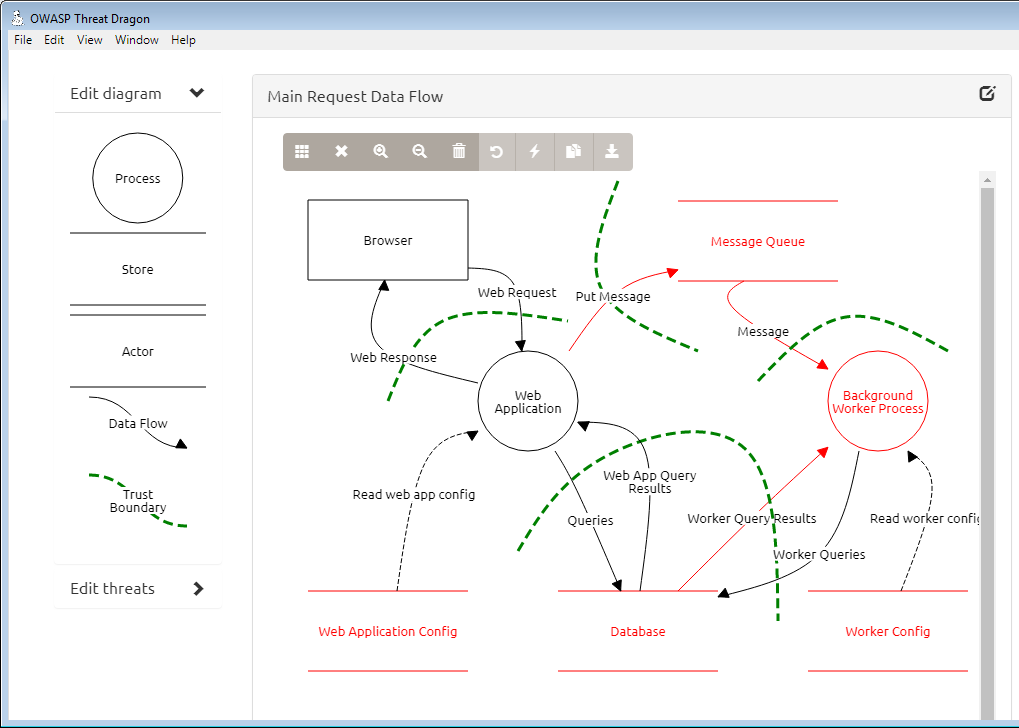 OWASP Threat Dragon
File Edit View Window Help
Edit diagram
Process
Store
Actor
Data Flow
Trust
Boundary
Edit threats
Main Request Data Flow
Browser
Message Queue
Web Request
Put Message
Message
Web Response
Web
Application
Background
Worker Process
Read web app config
Web App Query
Results
Queries
Worker Query Results
Read worker config
Worker Queries
Web Application Config
Database
Worker Config